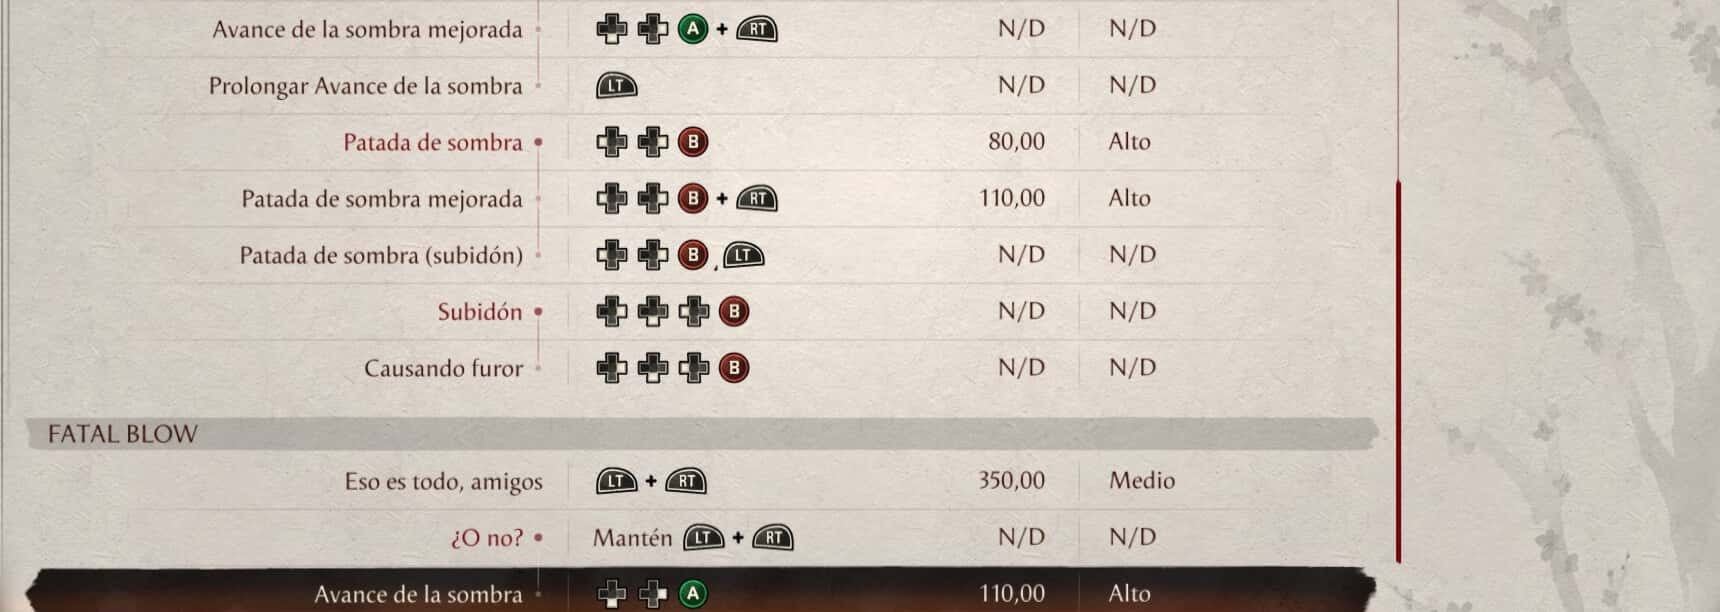 Avance de la sombra mejorada A + RT N/D N/D
Prolongar Avance de la sombra LT N/D N/D
Patada de sombra B 80,00 Alto
Patada de sombra mejorada B + RT 110,00 Alto
Patada de sombra (subidón) B , LT N/D N/D
Subidón B N/D N/D
Causando furor B N/D N/D
FATAL BLOW
Eso es todo, amigos LT + RT 350,00 Medio
¿O no? Mantén LT + RT N/D N/D
Avance de la sombra A 110,00 Alto